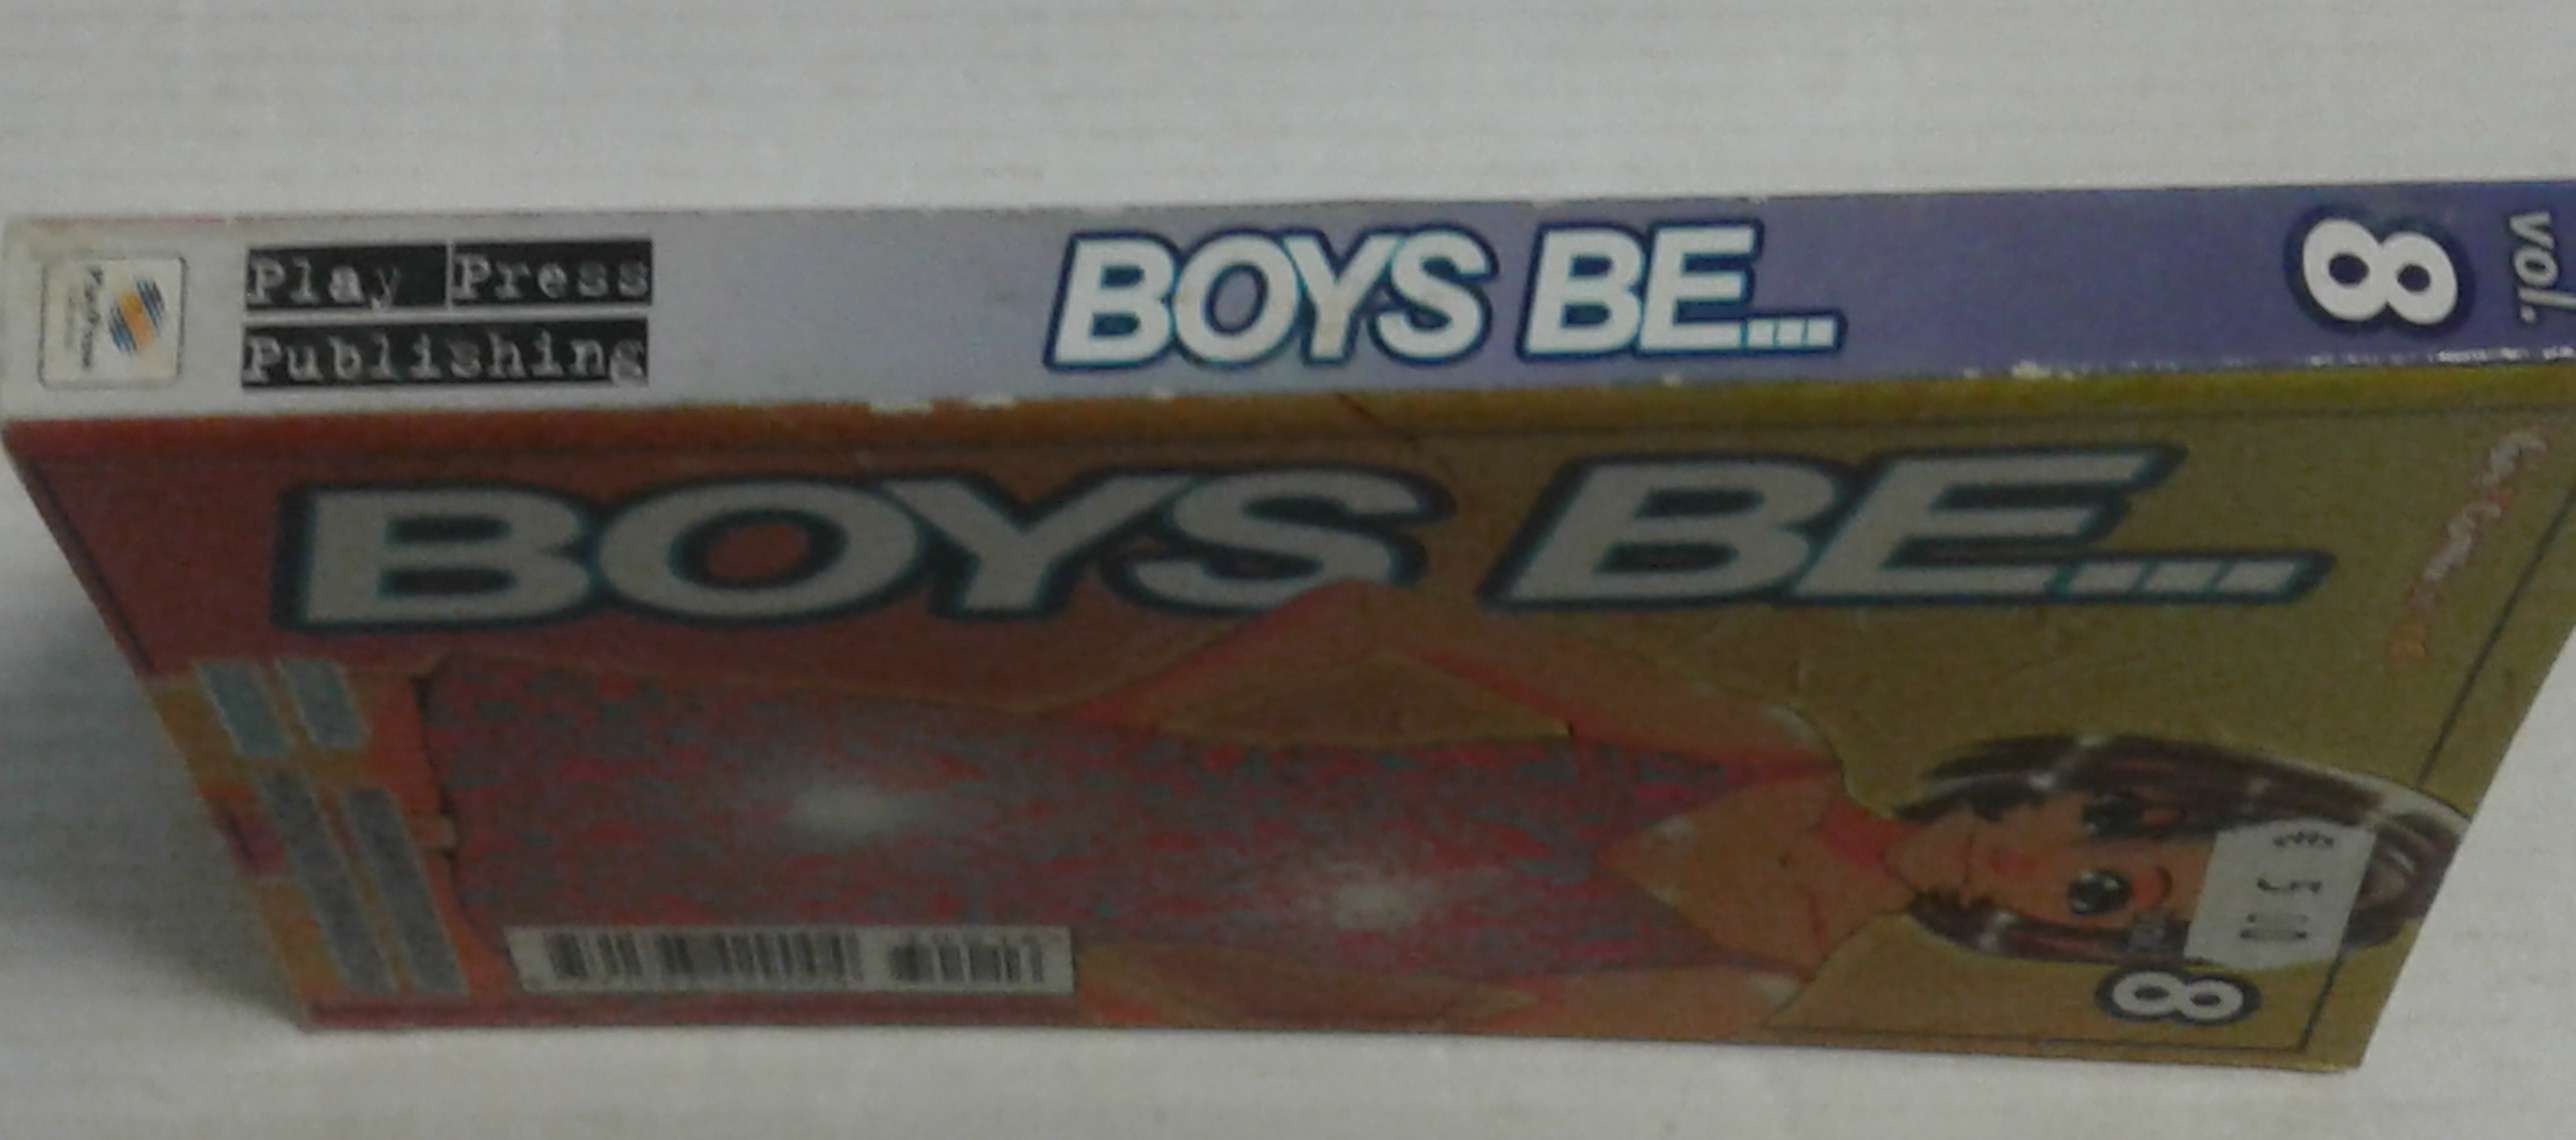 Play Press
Publishing
BOYS BE...
8
vol.
BOYS BE...
8